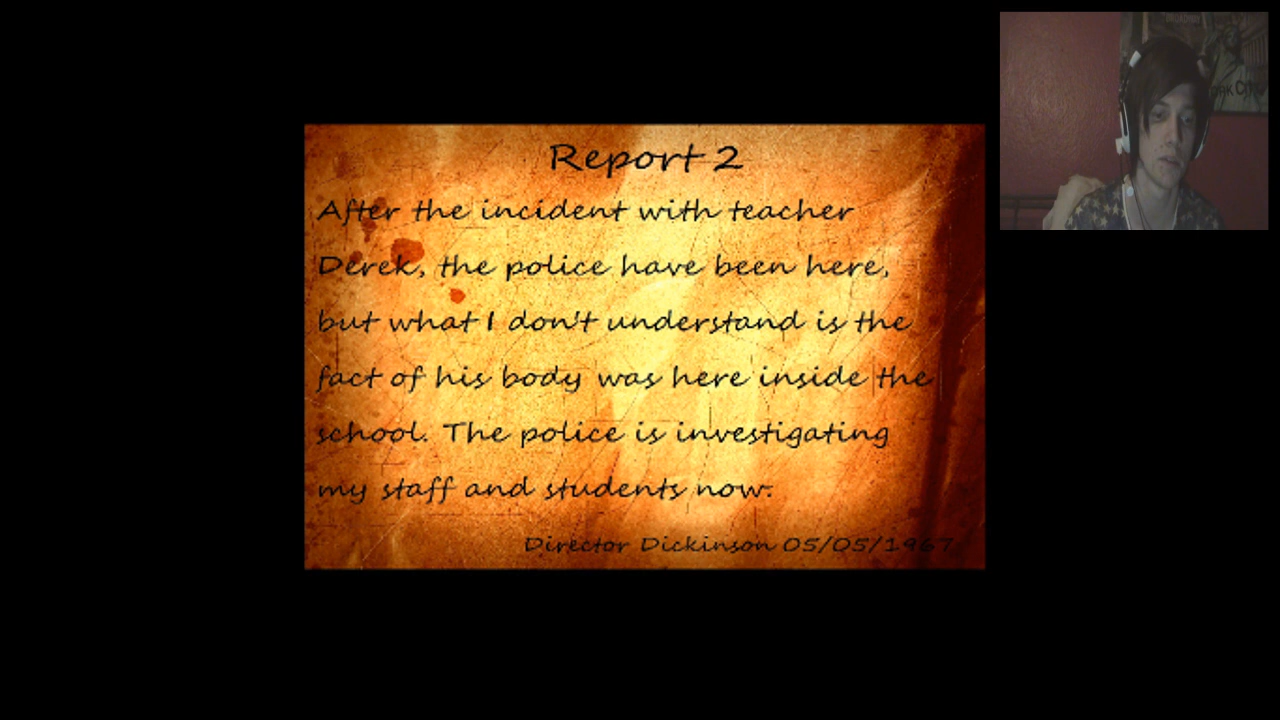 Report 2
After the incident with teacher
Derek, the police have been here,
but what I don't understand is the
fact of his body was here inside the
school. The police is investigating
my staff and students now.
Director Dickinson 05/05/1967